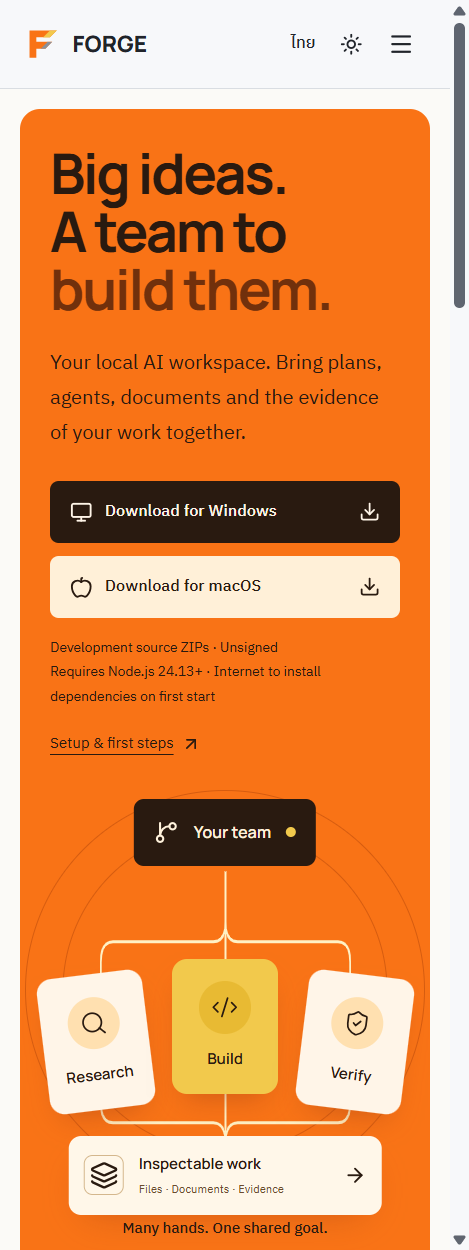 FORGE
ไทย
Big ideas.
A team to
build them.
Your local AI workspace. Bring plans,
agents, documents and the evidence
of your work together.
Download for Windows
Download for macOS
Development source ZIPs · Unsigned
Requires Node.js 24.13+ · Internet to install
dependencies on first start
Setup & first steps
Your team
Research
Build
Verify
Inspectable work
Files · Documents · Evidence
Many hands. One shared goal.